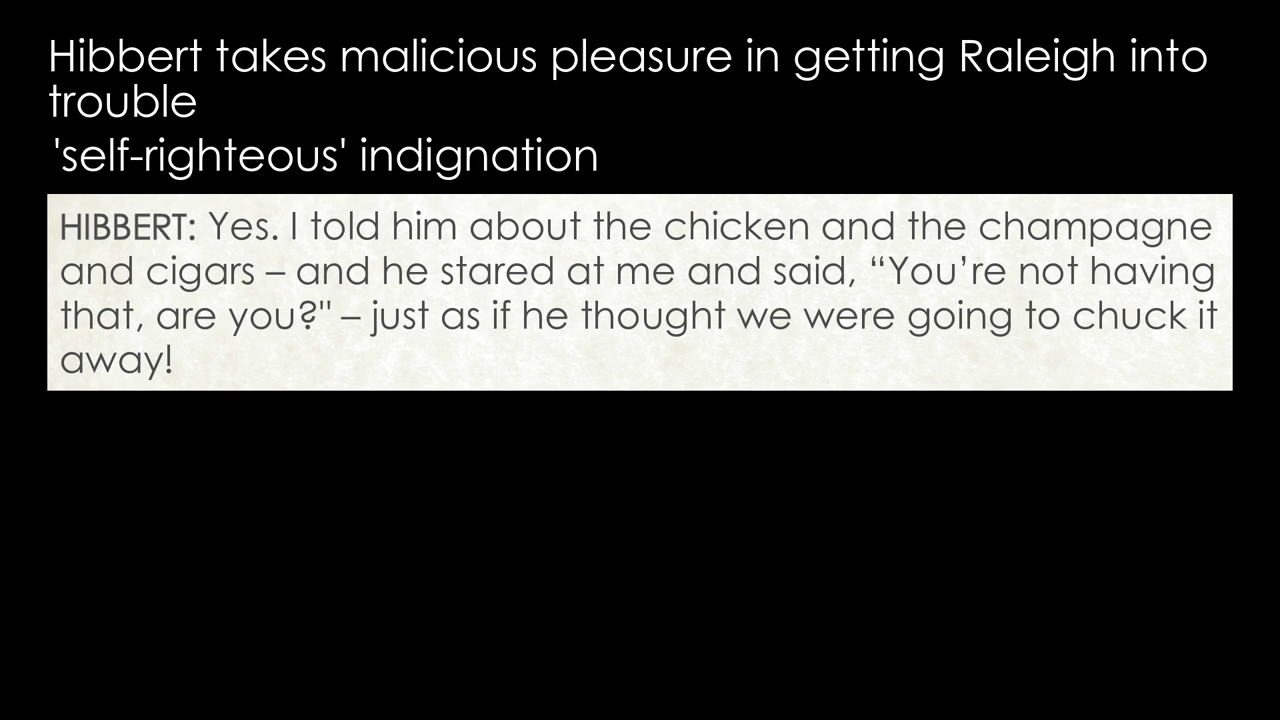 Hibbert takes malicious pleasure in getting Raleigh into
trouble
'self-righteous' indignation
HIBBERT: Yes. I told him about the chicken and the champagne
and cigars – and he stared at me and said, “You’re not having
that, are you?" – just as if he thought we were going to chuck it
away!